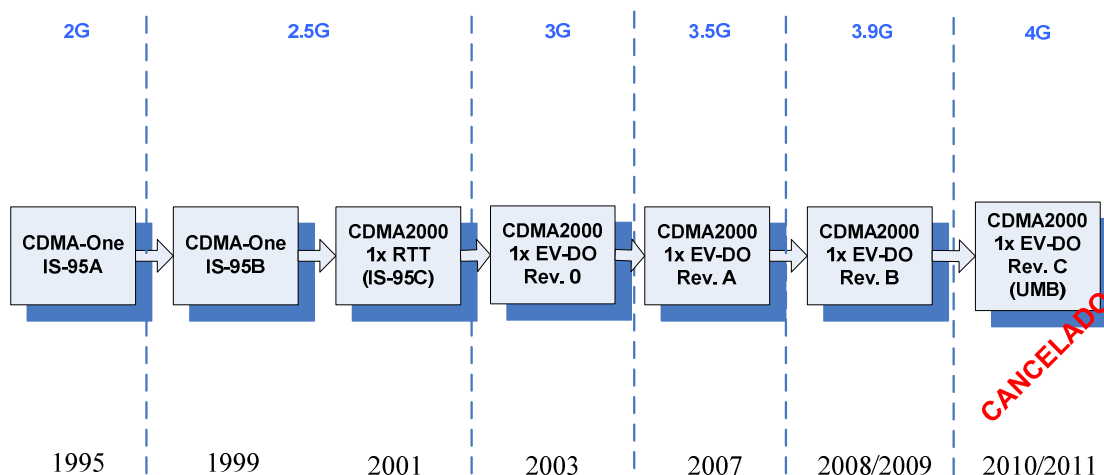 2G
2.5G
3G
3.5G
3.9G
4G
CDMA-One
IS-95A
CDMA-One
IS-95B
CDMA2000
1x RTT
(IS-95C)
CDMA2000
1x EV-DO
Rev. 0
CDMA2000
1x EV-DO
Rev. A
CDMA2000
1x EV-DO
Rev. B
CDMA2000
1x EV-DO
Rev. C
(UMB)
CANCELADO
1995
1999
2001
2003
2007
2008/2009
2010/2011